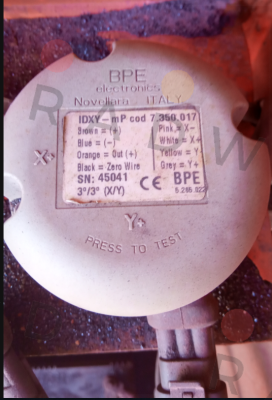 BPE
electronics
Novellara - ITALY
IDXY-mP cod 7.350.017
Brown = (+) Pink = X-
Blue = (-) White = X+
Orange = Out (+) Yellow = Y-
Black = Zero Wire Grey = Y+
SN: 45041 CE BPE
3°/3° (X/Y)
X+
Y+
PRESS TO TEST